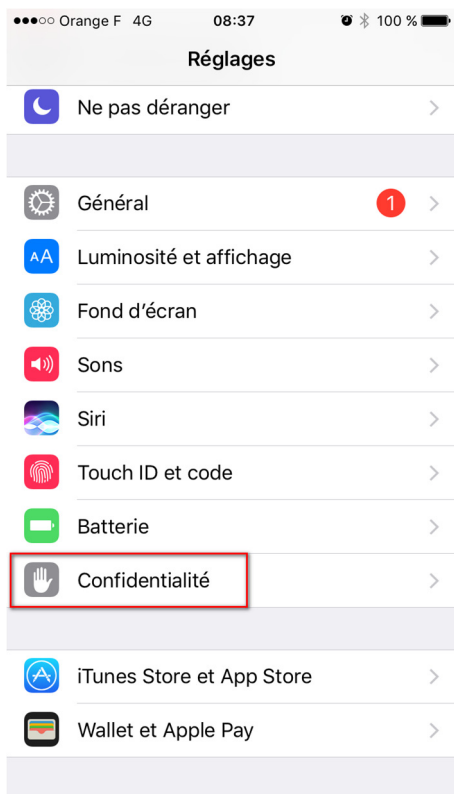 Orange F 4G 08:37 100 %
Réglages
Ne pas déranger
Général 1
AA Luminosité et affichage
Fond d’écran
Sons
Siri
Touch ID et code
Batterie
Confidentialité
iTunes Store et App Store
Wallet et Apple Pay